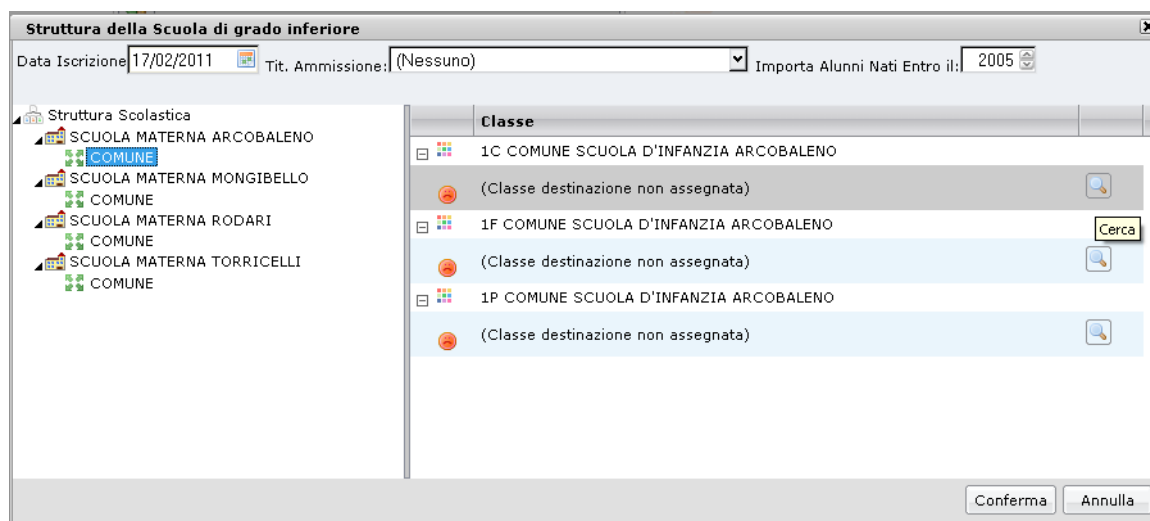 Struttura della Scuola di grado inferiore
Data Iscrizione 17/02/2011 Tit. Ammissione: (Nessuno) Importa Alunni Nati Entro il: 2005
Struttura Scolastica
SCUOLA MATERNA ARCOBALENO
COMUNE
SCUOLA MATERNA MONGIBELLO
COMUNE
SCUOLA MATERNA RODARI
COMUNE
SCUOLA MATERNA TORRICELLI
COMUNE
Classe
1C COMUNE SCUOLA D'INFANZIA ARCOBALENO
(Classe destinazione non assegnata)
1F COMUNE SCUOLA D'INFANZIA ARCOBALENO
Cerca
(Classe destinazione non assegnata)
1P COMUNE SCUOLA D'INFANZIA ARCOBALENO
(Classe destinazione non assegnata)
Conferma Annulla